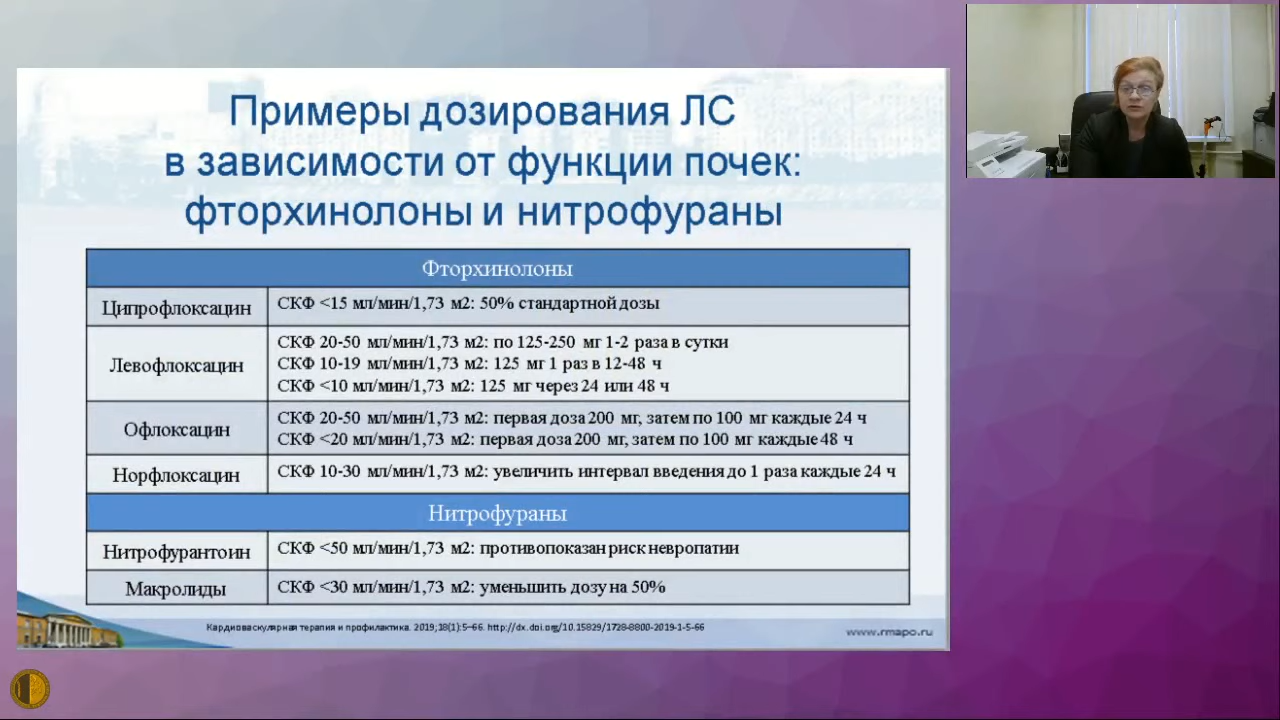 Примеры дозирования ЛС
в зависимости от функции почек:
фторхинолоны и нитрофураны
Фторхинолоны
Ципрофлоксацин
СКФ <15 мл/мин/1,73 м2: 50% стандартной дозы
Левофлоксацин
СКФ 20-50 мл/мин/1,73 м2: по 125-250 мг 1-2 раза в сутки
СКФ 10-19 мл/мин/1,73 м2: 125 мг 1 раз в 12-48 ч
СКФ <10 мл/мин/1,73 м2: 125 мг через 24 или 48 ч
Офлоксацин
СКФ 20-50 мл/мин/1,73 м2: первая доза 200 мг, затем по 100 мг каждые 24 ч
СКФ <20 мл/мин/1,73 м2: первая доза 200 мг, затем по 100 мг каждые 48 ч
Норфлоксацин
СКФ 10-30 мл/мин/1,73 м2: увеличить интервал введения до 1 раза каждые 24 ч
Нитрофураны
Нитрофурантоин
СКФ <50 мл/мин/1,73 м2: противопоказан риск невропатии
Макролиды
СКФ <30 мл/мин/1,73 м2: уменьшить дозу на 50%
Кардиоваскулярная терапия и профилактика. 2019;18(1):5–66. http://dx.doi.org/10.15829/1728-8800-2019-1-5-66
www.rmapo.ru